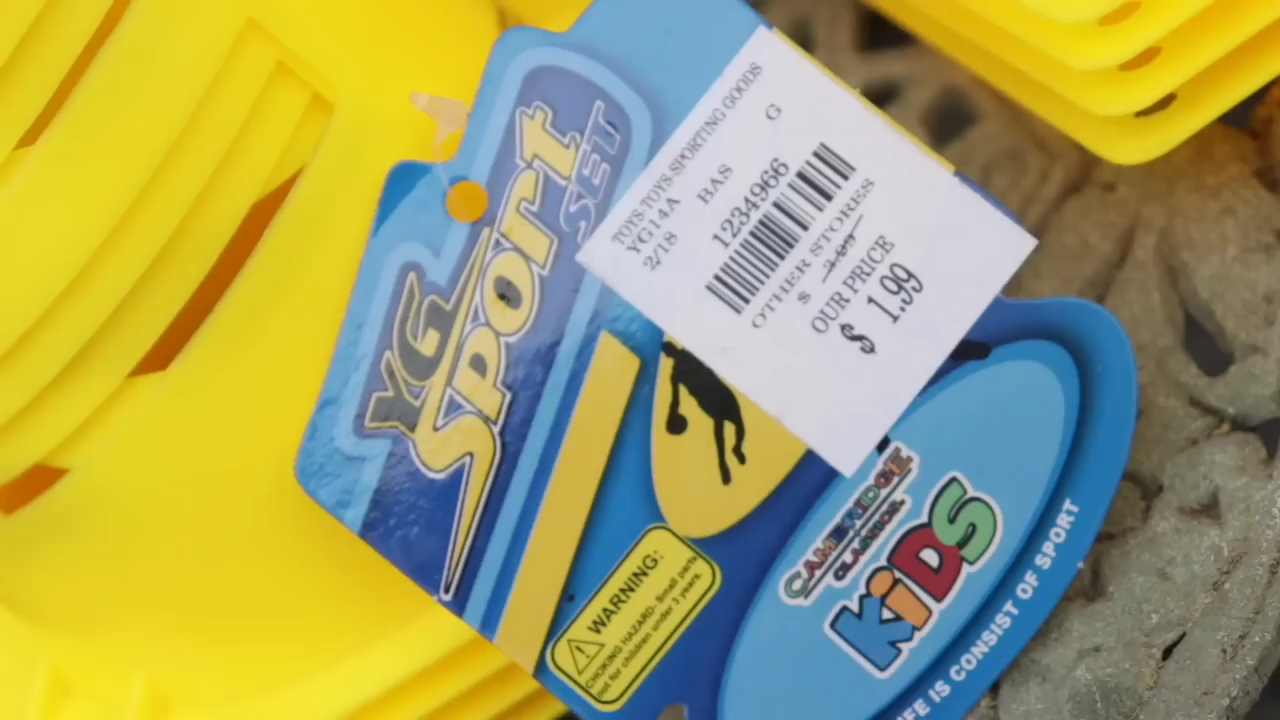 YG
Sport
SET
TOYS-TOYS-SPORTING GOODS
YG14A BAS G
2/18
1234966
OTHER STORES
$ 2.99
OUR PRICE
$ 1.99
WARNING:
CHOKING HAZARD- Small parts
not for children under 3 years.
CAMBRIDGE
CLASSICS.
KiDS
IS CONSIST OF SPORT